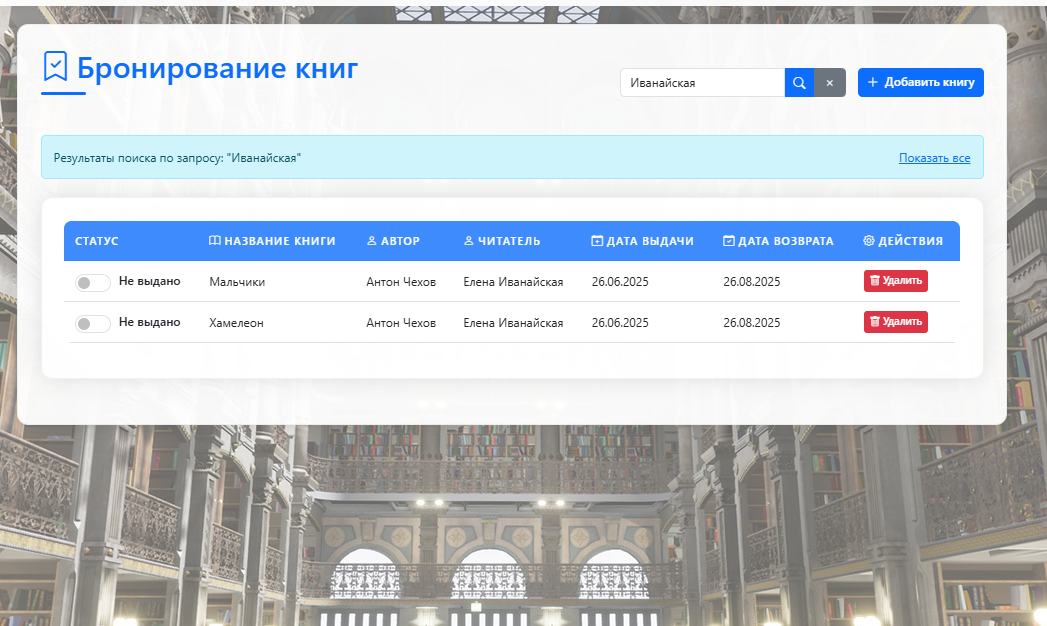 Бронирование книг
Иванайская
× + Добавить книгу
Результаты поиска по запросу: "Иванайская" Показать все
СТАТУС НАЗВАНИЕ КНИГИ АВТОР ЧИТАТЕЛЬ ДАТА ВЫДАЧИ ДАТА ВОЗВРАТА ДЕЙСТВИЯ
Не выдано Мальчики Антон Чехов Елена Иванайская 26.06.2025 26.08.2025 Удалить
Не выдано Хамелеон Антон Чехов Елена Иванайская 26.06.2025 26.08.2025 Удалить